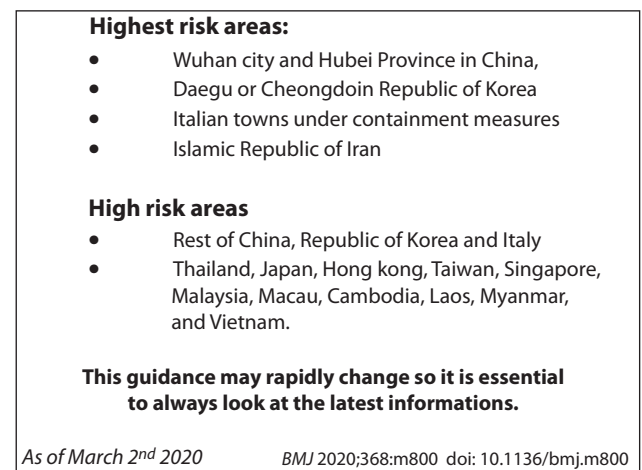 Highest risk areas:
● Wuhan city and Hubei Province in China,
● Daegu or Cheongdoin Republic of Korea
● Italian towns under containment measures
● Islamic Republic of Iran
High risk areas
● Rest of China, Republic of Korea and Italy
● Thailand, Japan, Hong kong, Taiwan, Singapore,
Malaysia, Macau, Cambodia, Laos, Myanmar,
and Vietnam.
This guidance may rapidly change so it is essential
to always look at the latest informations.
As of March 2nd 2020 BMJ 2020;368:m800 doi: 10.1136/bmj.m800